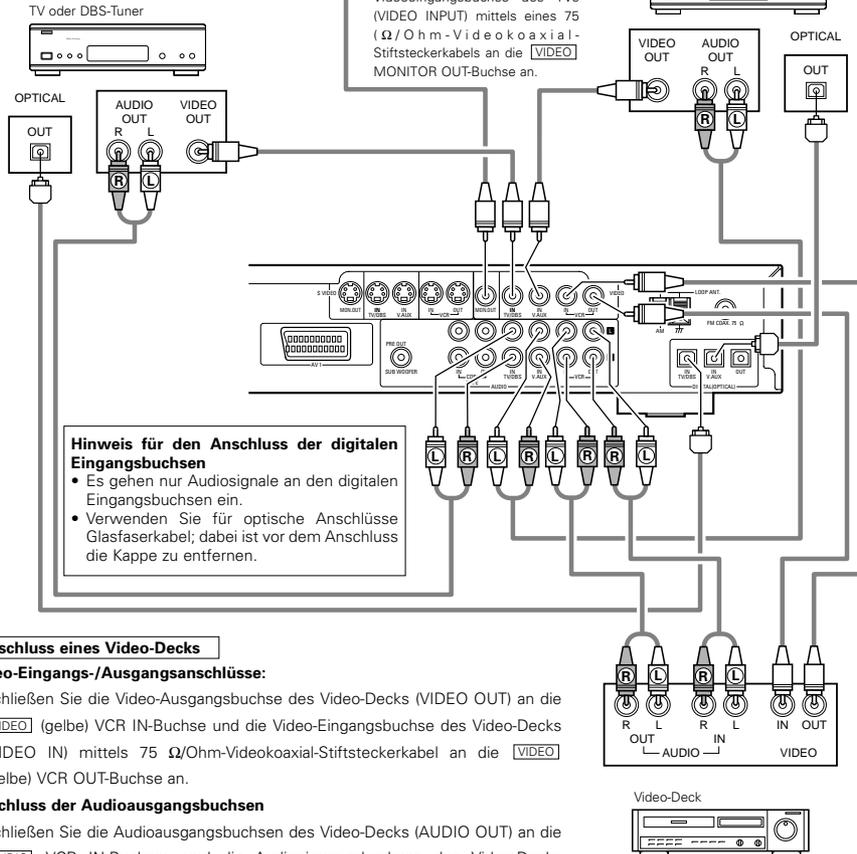 TV oder DBS-Tuner
(VIDEO INPUT) mittels eines 75
(Ω/Ohm-Videokoaxial-
Stiftsteckerkabels an die VIDEO
MONITOR OUT-Buchse an.
OPTICAL
OUT
AUDIO
OUT
R L
VIDEO
OUT
R L
VIDEO
OUT
AUDIO
OUT
R L
R L
OPTICAL
OUT
S VIDEO
MON.OUT
IN
TV/DBS
IN
V.AUX
IN
OUT
VCR
MON.OUT
IN
TV/DBS
IN
V.AUX
IN
OUT
VCR
VIDEO
LOOP ANT.
AM
FM COAX. 75 Ω
AV 1
PRE OUT
SUB WOOFER
IN
IN
TV/DBS
IN
V.AUX
VCR
AUDIO
IN
TV/DBS
IN
V.AUX
OUT
L R L R L R R L
Hinweis für den Anschluss der digitalen
Eingangsbuchsen
• Es gehen nur Audiosignale an den digitalen
Eingangsbuchsen ein.
• Verwenden Sie für optische Anschlüsse
Glasfaserkabel; dabei ist vor dem Anschluss
die Kappe zu entfernen.
schluss eines Video-Decks
eo-Eingangs-/Ausgangsanschlüsse:
hließen Sie die Video-Ausgangsbuchse des Video-Decks (VIDEO OUT) an die
IDEO (gelbe) VCR IN-Buchse und die Video-Eingangsbuchse des Video-Decks
IDEO IN) mittels 75 Ω/Ohm-Videokoaxial-Stiftsteckerkabel an die VIDEO
elbe) VCR OUT-Buchse an.
chluss der Audioausgangsbuchsen
hließen Sie die Audioausgangsbuchsen des Video-Decks (AUDIO OUT) an die
R L R L
R L R L IN OUT
OUT IN
AUDIO VIDEO
Video-Deck